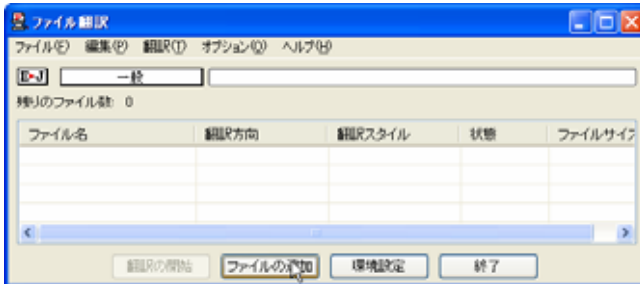 ファイル翻訳
ファイル(F) 編集(P) 翻訳(T) オプション(O) ヘルプ(H)
E▸J 一般
残りのファイル数: 0
ファイル名 翻訳方向 翻訳スタイル 状態 ファイルサイズ
翻訳の開始 ファイルの追加 環境設定 終了